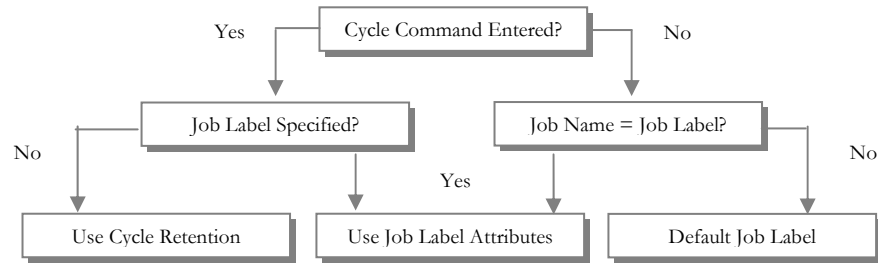 Cycle Command Entered?
Yes
No
Job Label Specified?
Job Name = Job Label?
No
Yes
No
Use Cycle Retention
Use Job Label Attributes
Default Job Label